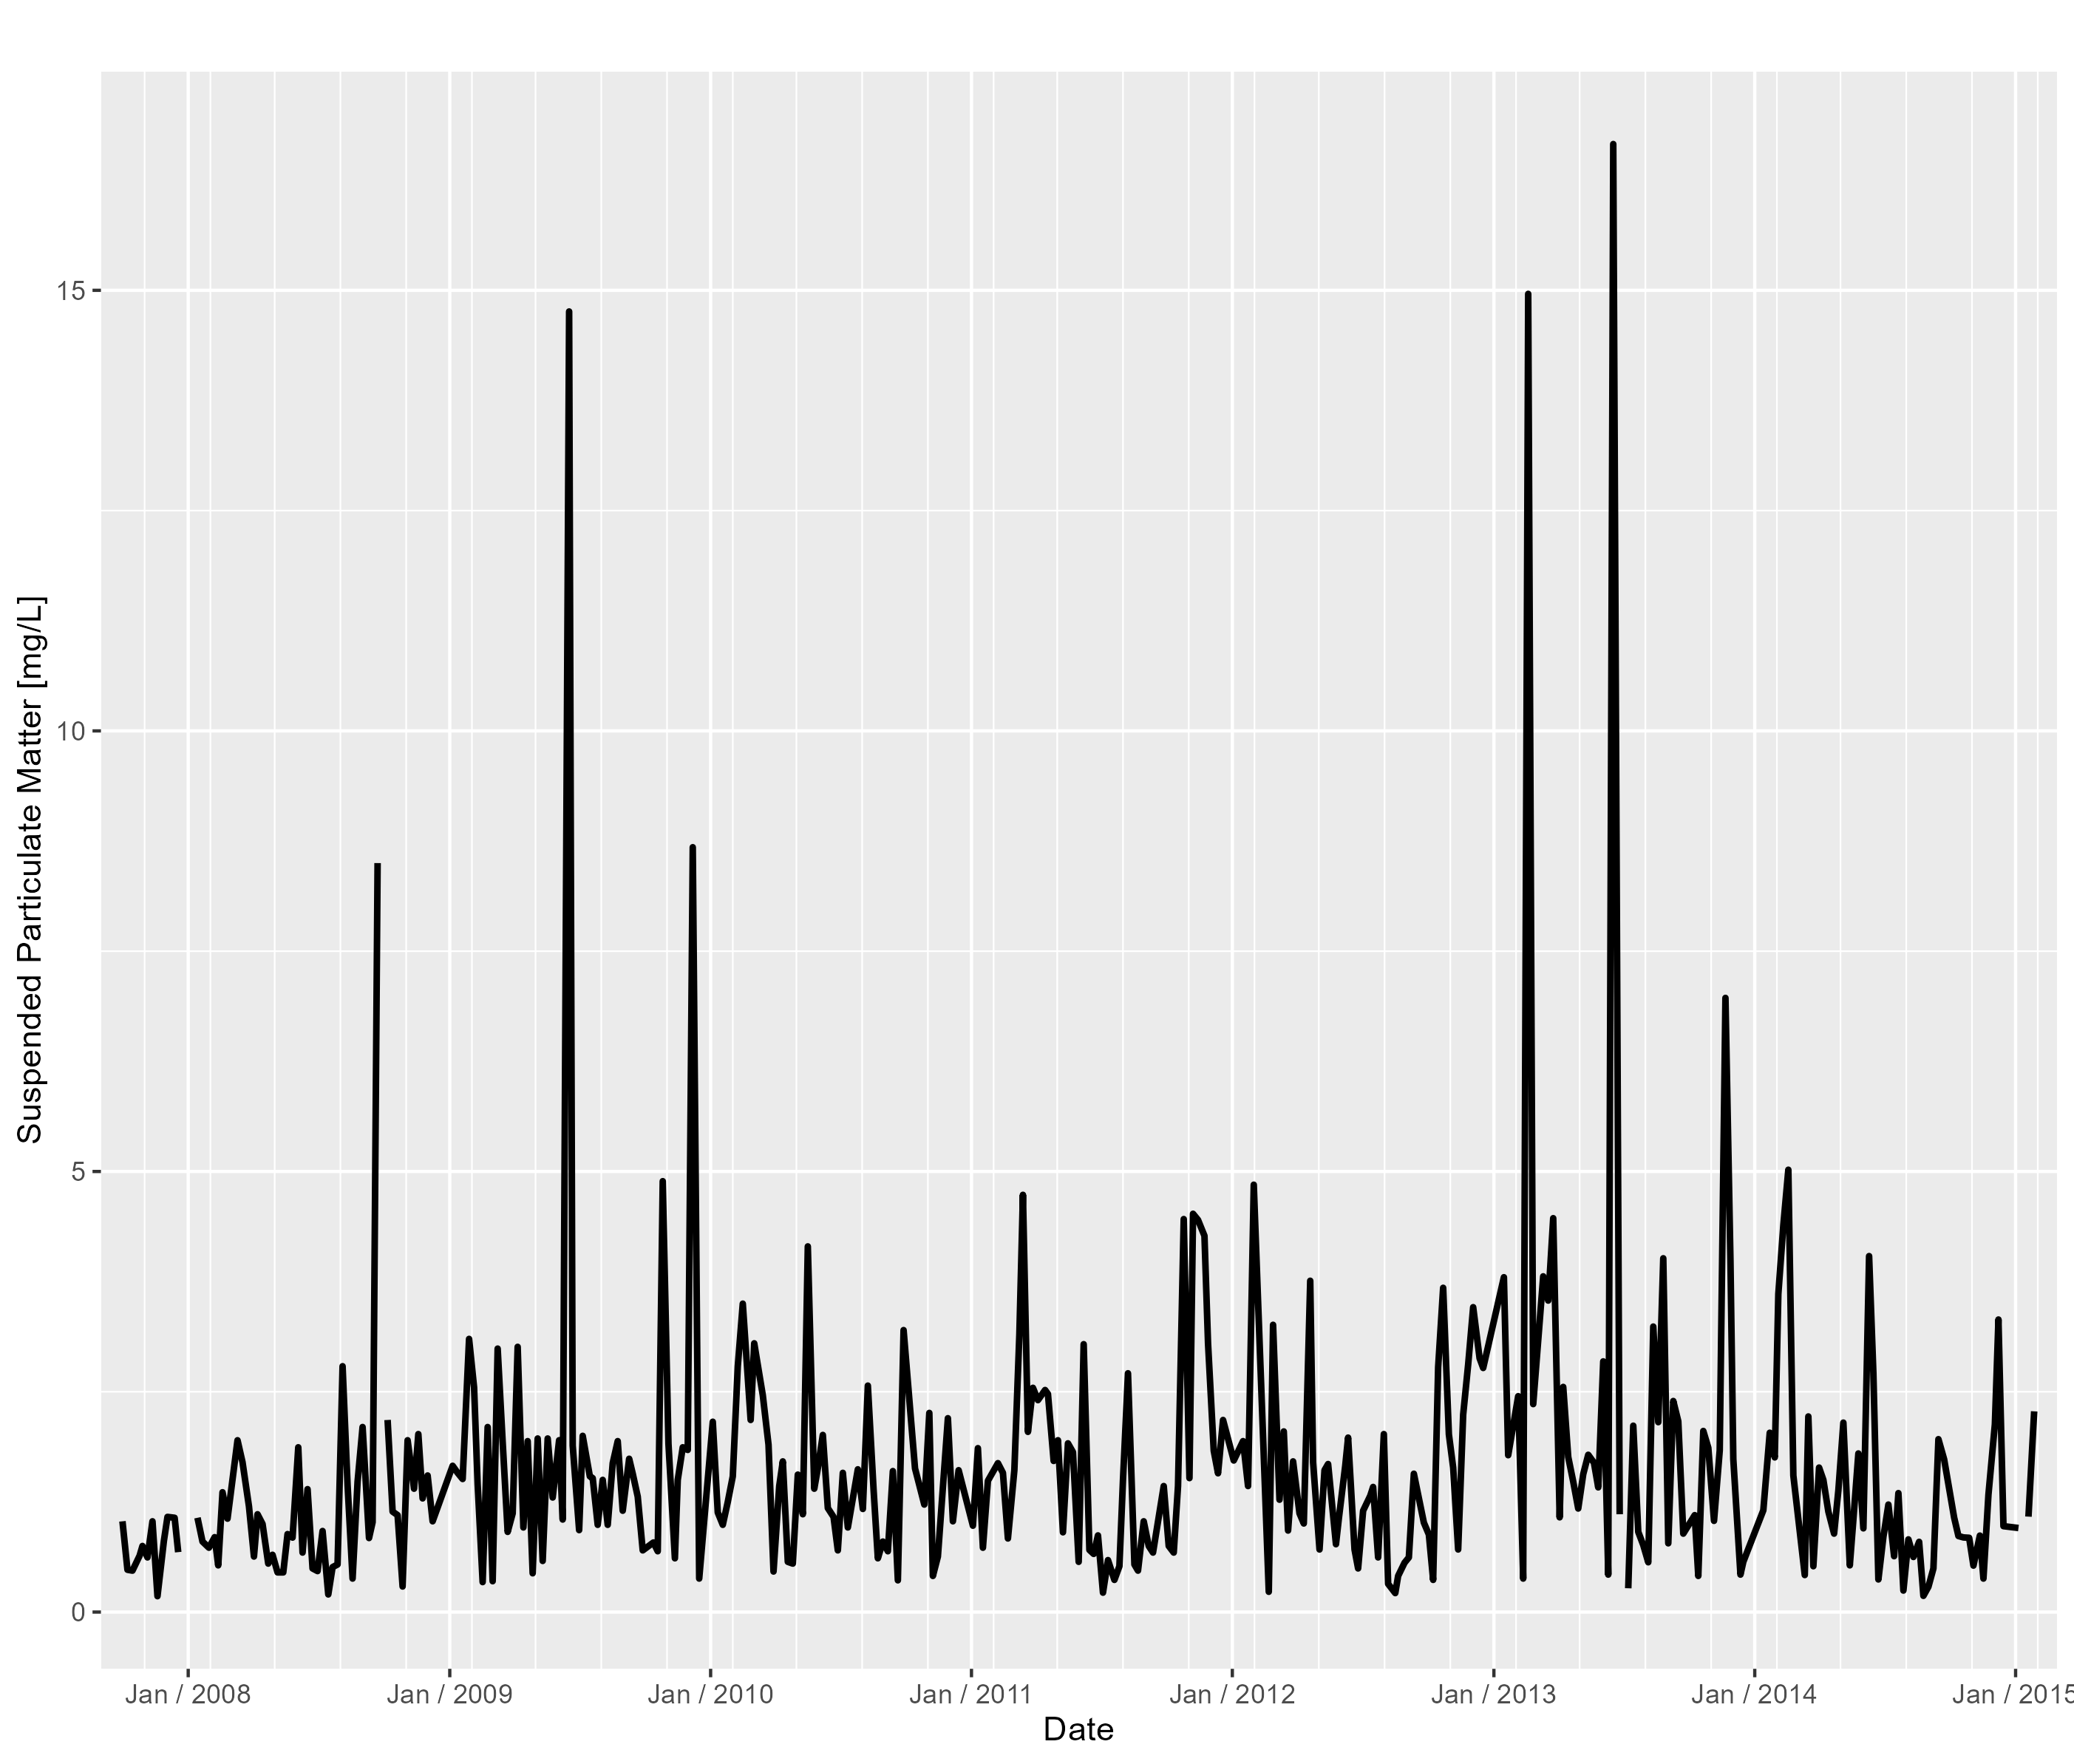 Suspended Particulate Matter [mg/L]
15
10
5
0
Jan / 2008
Jan / 2009
Jan / 2010
Jan / 2011
Jan / 2012
Jan / 2013
Jan / 2014
Jan / 2015
Date